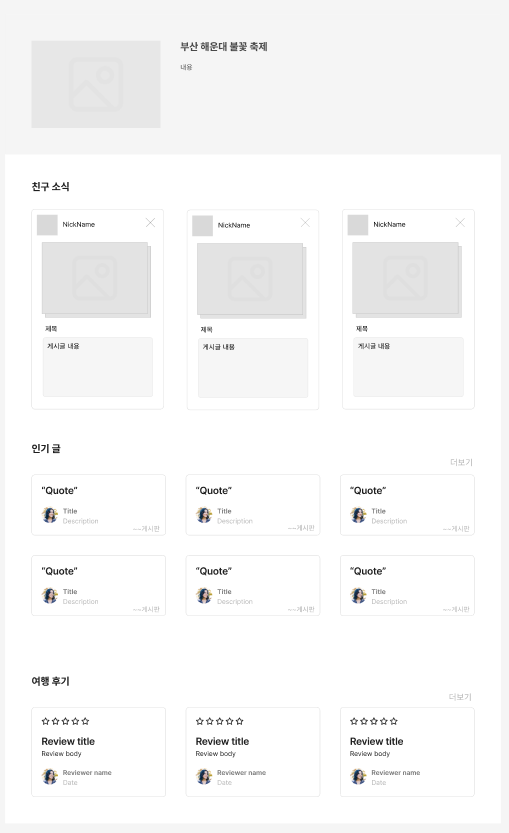 부산 해운대 불꽃 축제
내용
친구 소식
NickName
NickName
NickName
제목
제목
제목
게시글 내용
게시글 내용
게시글 내용
인기 글
더보기
"Quote"
Title
Description
~~게시판
"Quote"
Title
Description
~~게시판
"Quote"
Title
Description
~~게시판
"Quote"
Title
Description
~~게시판
"Quote"
Title
Description
~~게시판
"Quote"
Title
Description
~~게시판
여행 후기
더보기
Review title
Review body
Reviewer name
Date
Review title
Review body
Reviewer name
Date
Review title
Review body
Reviewer name
Date